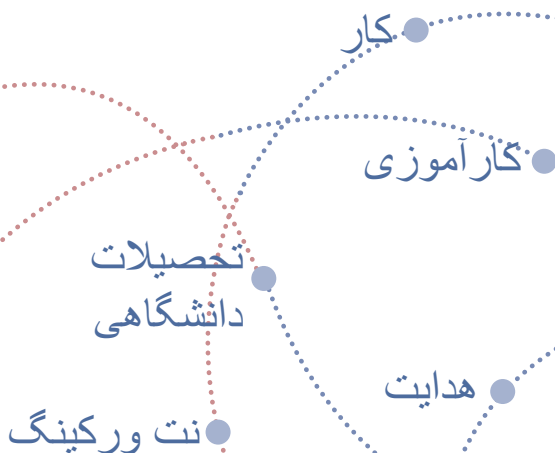 کار
کارآموزی
تحصیلات
دانشگاهی
هدایت
نت ورکینگ